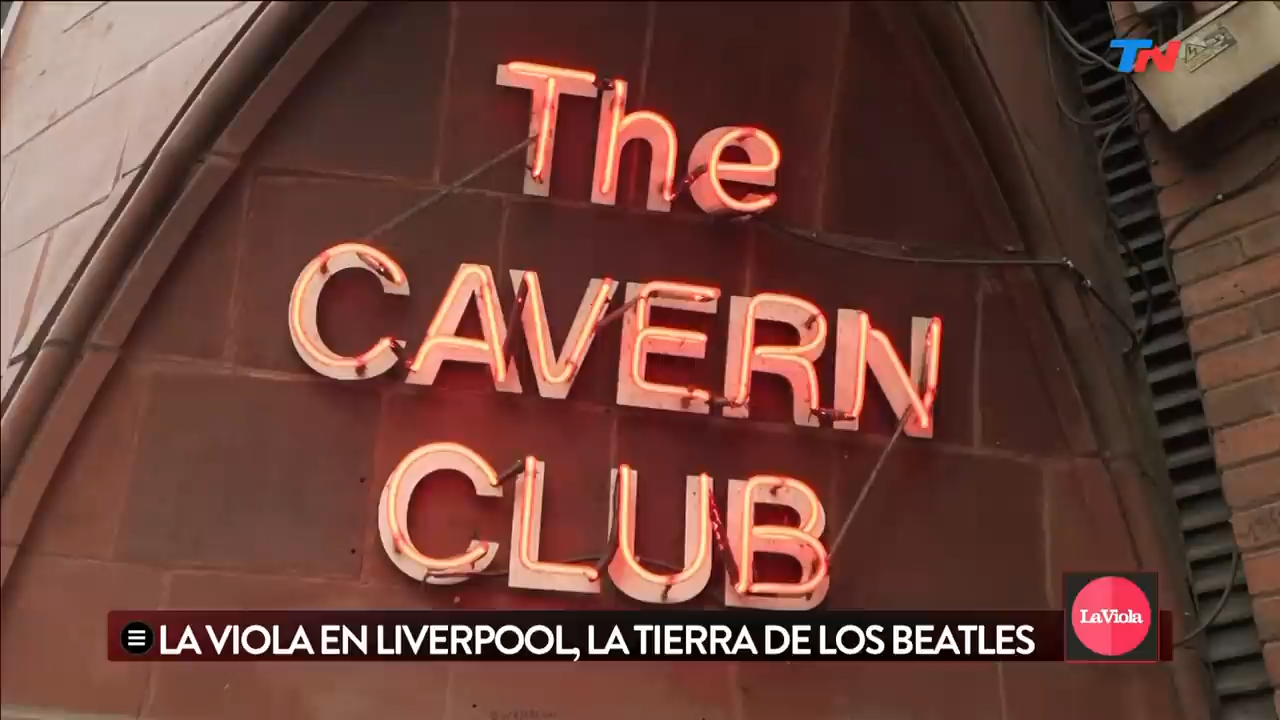 TN
The
CAVERN
CLUB
LA VIOLA EN LIVERPOOL, LA TIERRA DE LOS BEATLES
LaViola